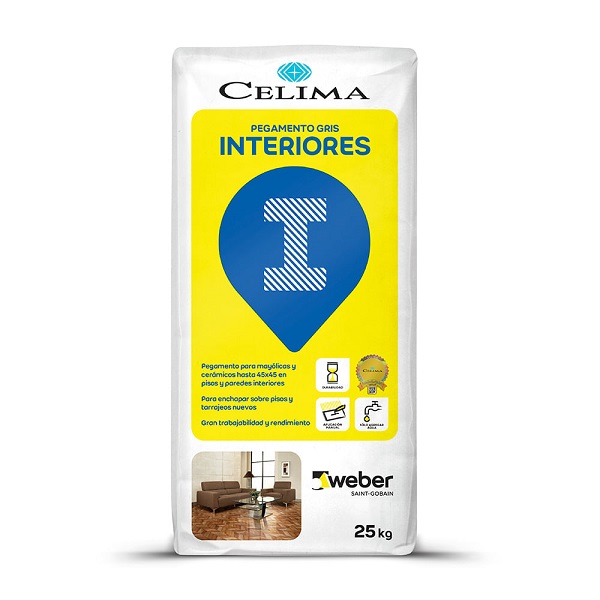 CELIMA
PEGAMENTO GRIS
INTERIORES
I
Pegamento para mayólicas y
cerámicos hasta 45x45 en
pisos y paredes interiores
Para enchapar sobre pisos y
tarrajeos nuevos
Gran trabajabilidad y rendimiento
DURABILIDAD
CELIMA
APLICACIÓN
MANUAL
SÓLO AGREGAR
AGUA
weber
SAINT-GOBAIN
25 kg